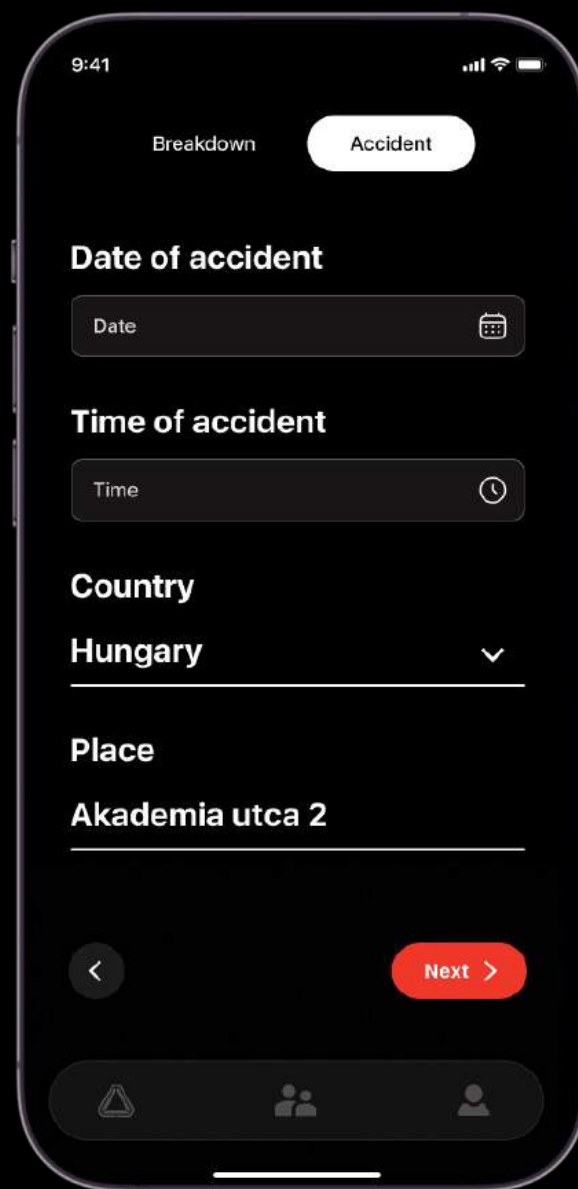 9:41
Breakdown Accident
Date of accident
Date
Time of accident
Time
Country
Hungary
Place
Akademia utca 2
Next